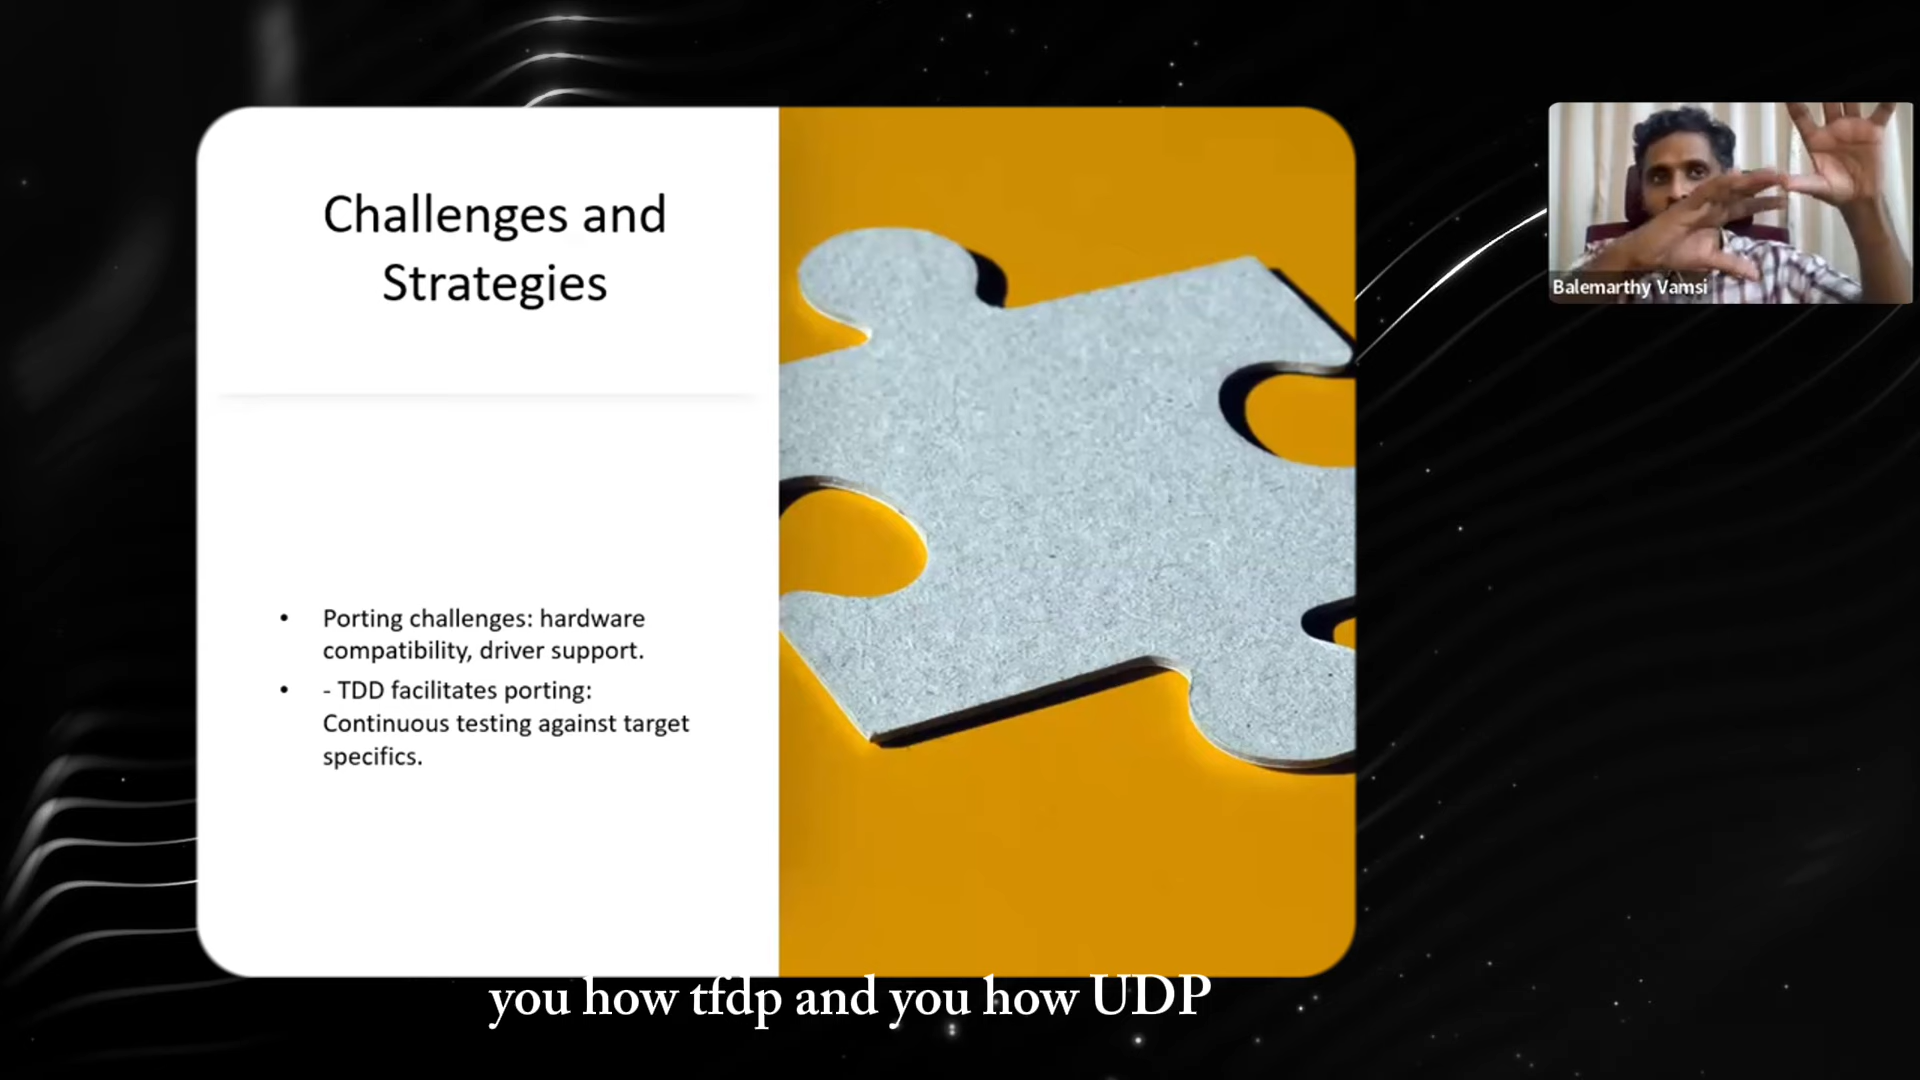 Challenges and
Strategies
• Porting challenges: hardware
compatibility, driver support.
• - TDD facilitates porting:
Continuous testing against target
specifics.
Balemarthy Vamsi
you how tfdp and you how UDP